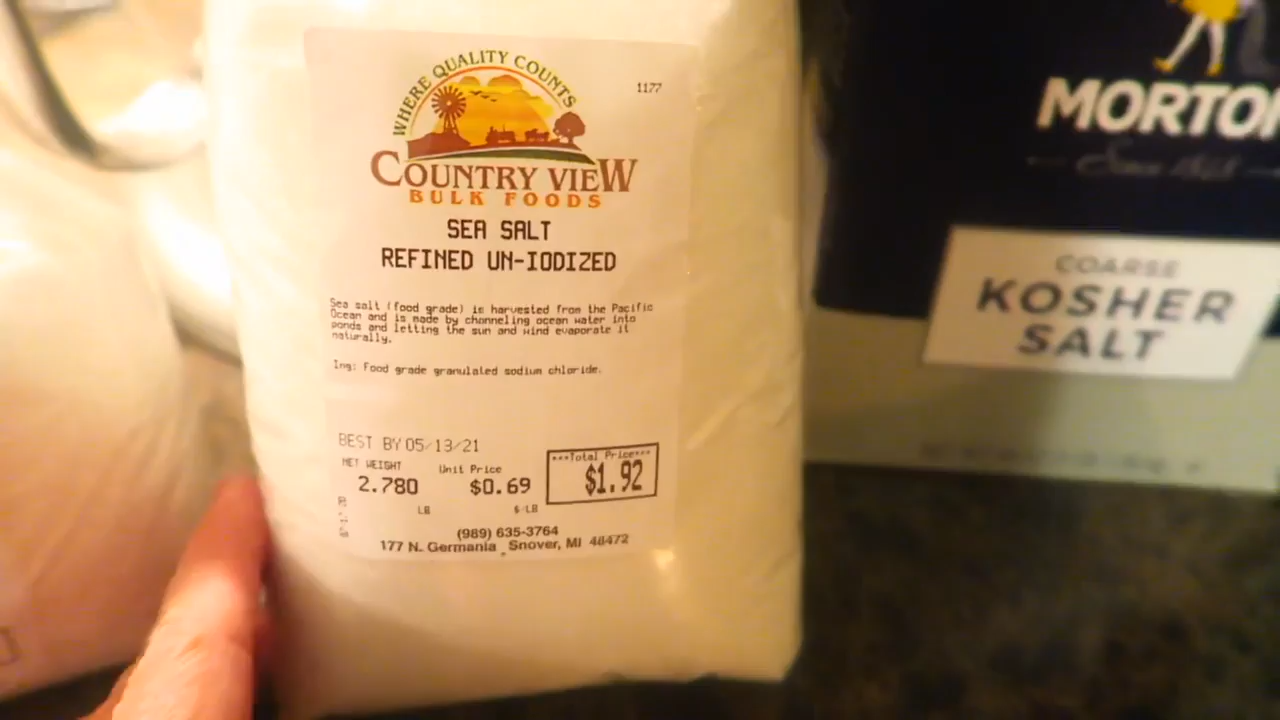 WHERE QUALITY COUNTS
1177
COUNTRY VIEW
BULK FOODS
SEA SALT
REFINED UN-IODIZED
Sea salt (food grade) is harvested from the Pacific
Ocean and is made by channeling ocean water into
ponds and letting the sun and wind evaporate it
naturally.
Ing: Food grade granulated sodium chloride.
BEST BY 05/13/21
NET WEIGHT
2.780
LB
Unit Price
$0.69
$/LB
***Total Price***
$1.92
(989) 635-3764
177 N. Germania Snover, MI 48472
MORTO
Since 1848
COARSE
KOSHER
SALT